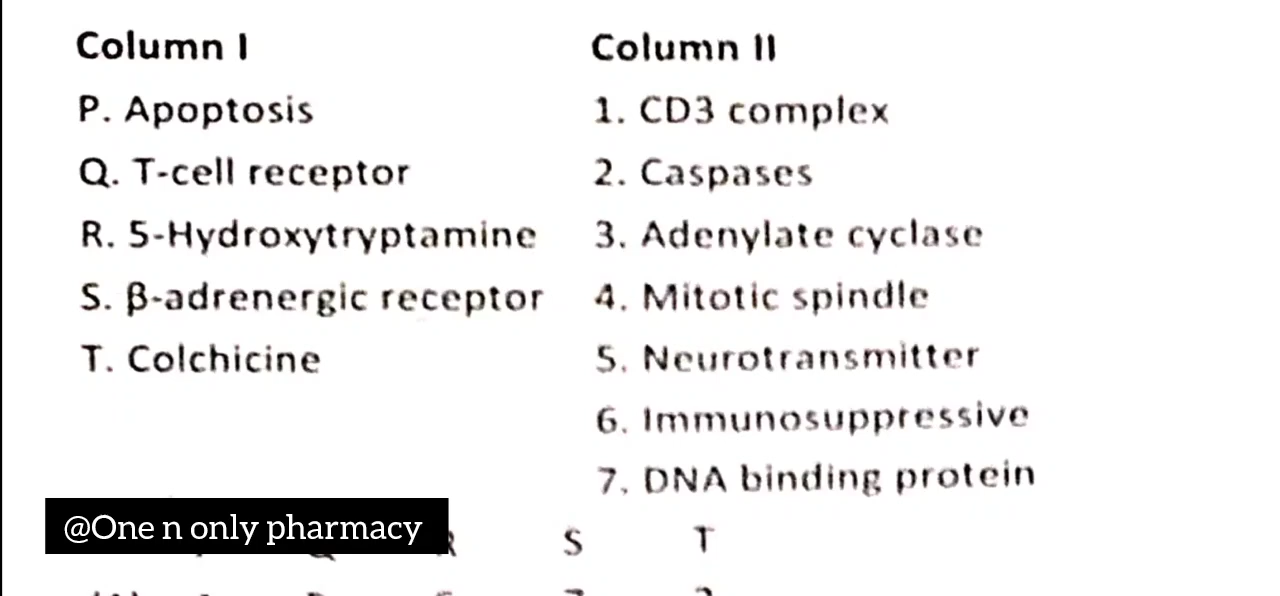 Column I Column II
P. Apoptosis 1. CD3 complex
Q. T-cell receptor 2. Caspases
R. 5-Hydroxytryptamine 3. Adenylate cyclase
S. β-adrenergic receptor 4. Mitotic spindle
T. Colchicine 5. Neurotransmitter
6. Immunosuppressive
7. DNA binding protein
@One n only pharmacy
R S T